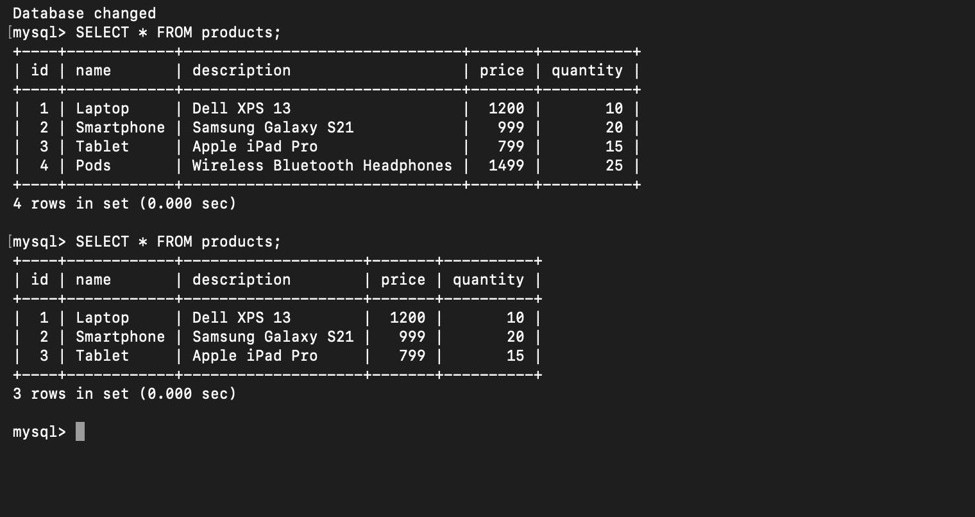 Database changed
[mysql> SELECT * FROM products;
+----+------------+-------------------------------+-------+----------+
| id | name       | description                   | price | quantity |
+----+------------+-------------------------------+-------+----------+
|  1 | Laptop     | Dell XPS 13                   |  1200 |       10 |
|  2 | Smartphone | Samsung Galaxy S21            |   999 |       20 |
|  3 | Tablet     | Apple iPad Pro                |   799 |       15 |
|  4 | Pods       | Wireless Bluetooth Headphones |  1499 |       25 |
+----+------------+-------------------------------+-------+----------+
4 rows in set (0.000 sec)
[mysql> SELECT * FROM products;
+----+------------+--------------------+-------+----------+
| id | name       | description        | price | quantity |
+----+------------+--------------------+-------+----------+
|  1 | Laptop     | Dell XPS 13        |  1200 |       10 |
|  2 | Smartphone | Samsung Galaxy S21 |   999 |       20 |
|  3 | Tablet     | Apple iPad Pro     |   799 |       15 |
+----+------------+--------------------+-------+----------+
3 rows in set (0.000 sec)
mysql>